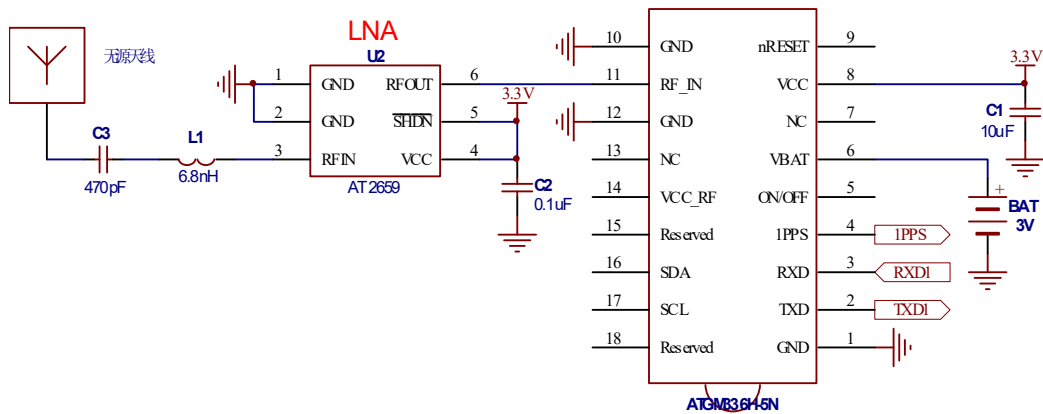 无源天线
C3
470pF
L1
6.8nH
LNA
U2
1 GND RFOUT 6
2 GND SHDN 5
3 RFIN VCC 4
AT2659
3.3V
C2
0.1uF
10 GND nRESET 9
11 RF_IN VCC 8
12 GND NC 7
13 NC VBAT 6
14 VCC_RF ON/OFF 5
15 Reserved 1PPS 4 1PPS
16 SDA RXD 3 RXD1
17 SCL TXD 2 TXD1
18 Reserved GND 1
ATGM336H-5N
3.3V
C1
10uF
+
BAT
3V